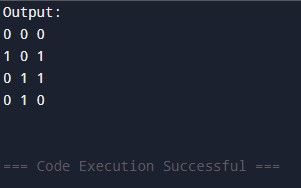 Output:
0 0 0
1 0 1
0 1 1
0 1 0
=== Code Execution Successful ===